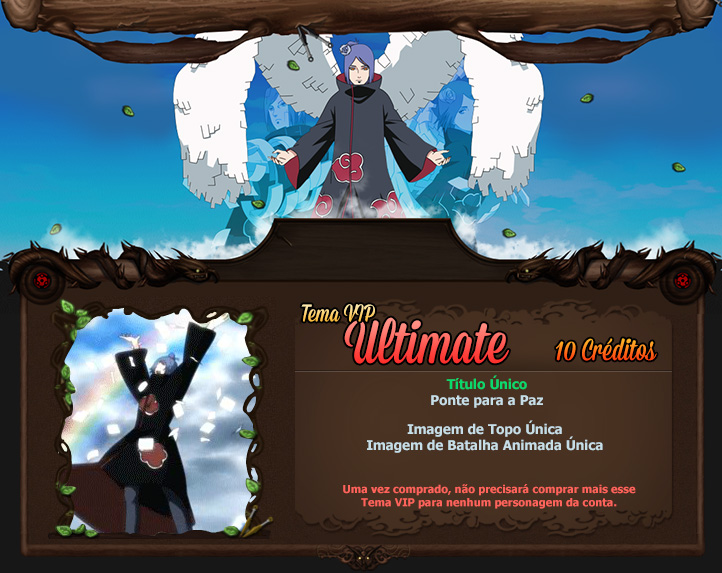 Tema VIP
Ultimate
10 Créditos
Título Único
Ponte para a Paz
Imagem de Topo Única
Imagem de Batalha Animada Única
Uma vez comprado, não precisará comprar mais esse
Tema VIP para nenhum personagem da conta.